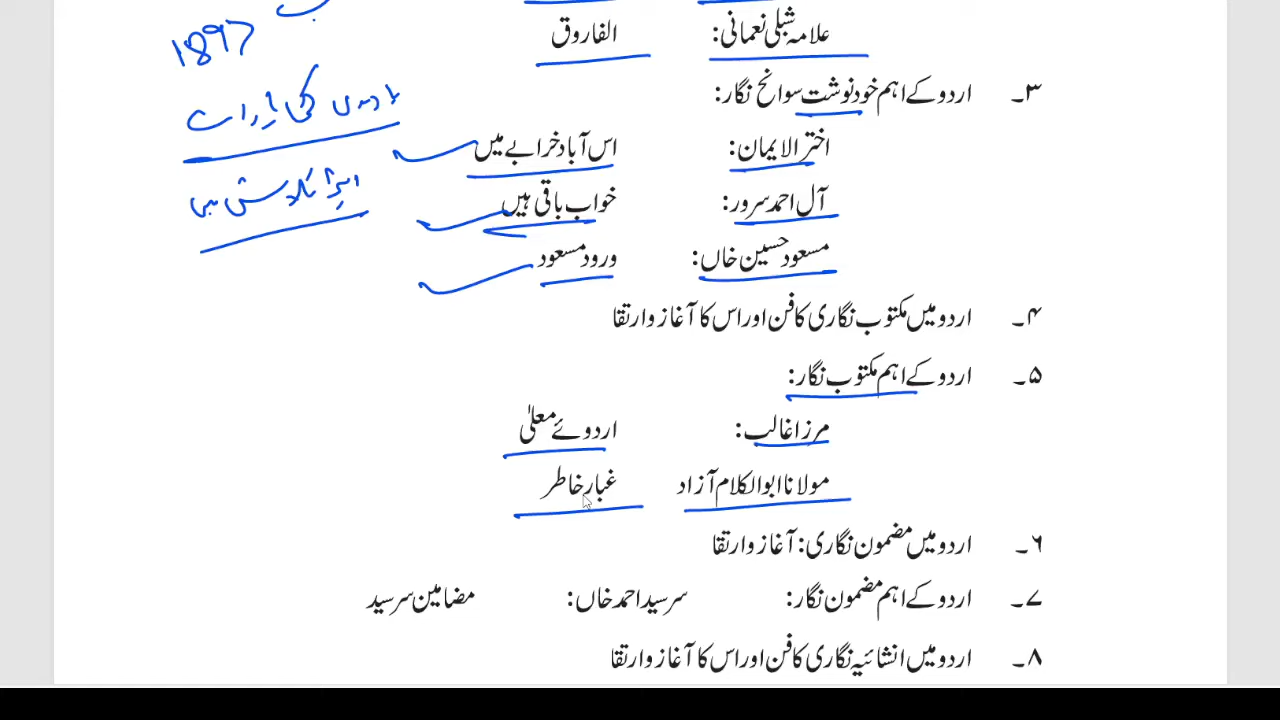 علامہ شبلی نعمانی: الفاروق
1897
۳۔ اردو کے اہم خود نوشت سوانح نگار:
اختر الایمان: اس آباد خرابے میں
آل احمد سرور: خواب باقی ہیں
مسعود حسین خاں: ورود مسعود
۴۔ اردو میں مکتوب نگاری کا فن اور اس کا آغاز و ارتقا
۵۔ اردو کے اہم مکتوب نگار:
مرزا غالب: اردوئے معلیٰ
مولانا ابوالکلام آزاد غبار خاطر
۶۔ اردو میں مضمون نگاری: آغاز و ارتقا
۷۔ اردو کے اہم مضمون نگار: سرسید احمد خاں: مضامین سرسید
۸۔ اردو میں انشائیہ نگاری کا فن اور اس کا آغاز و ارتقا